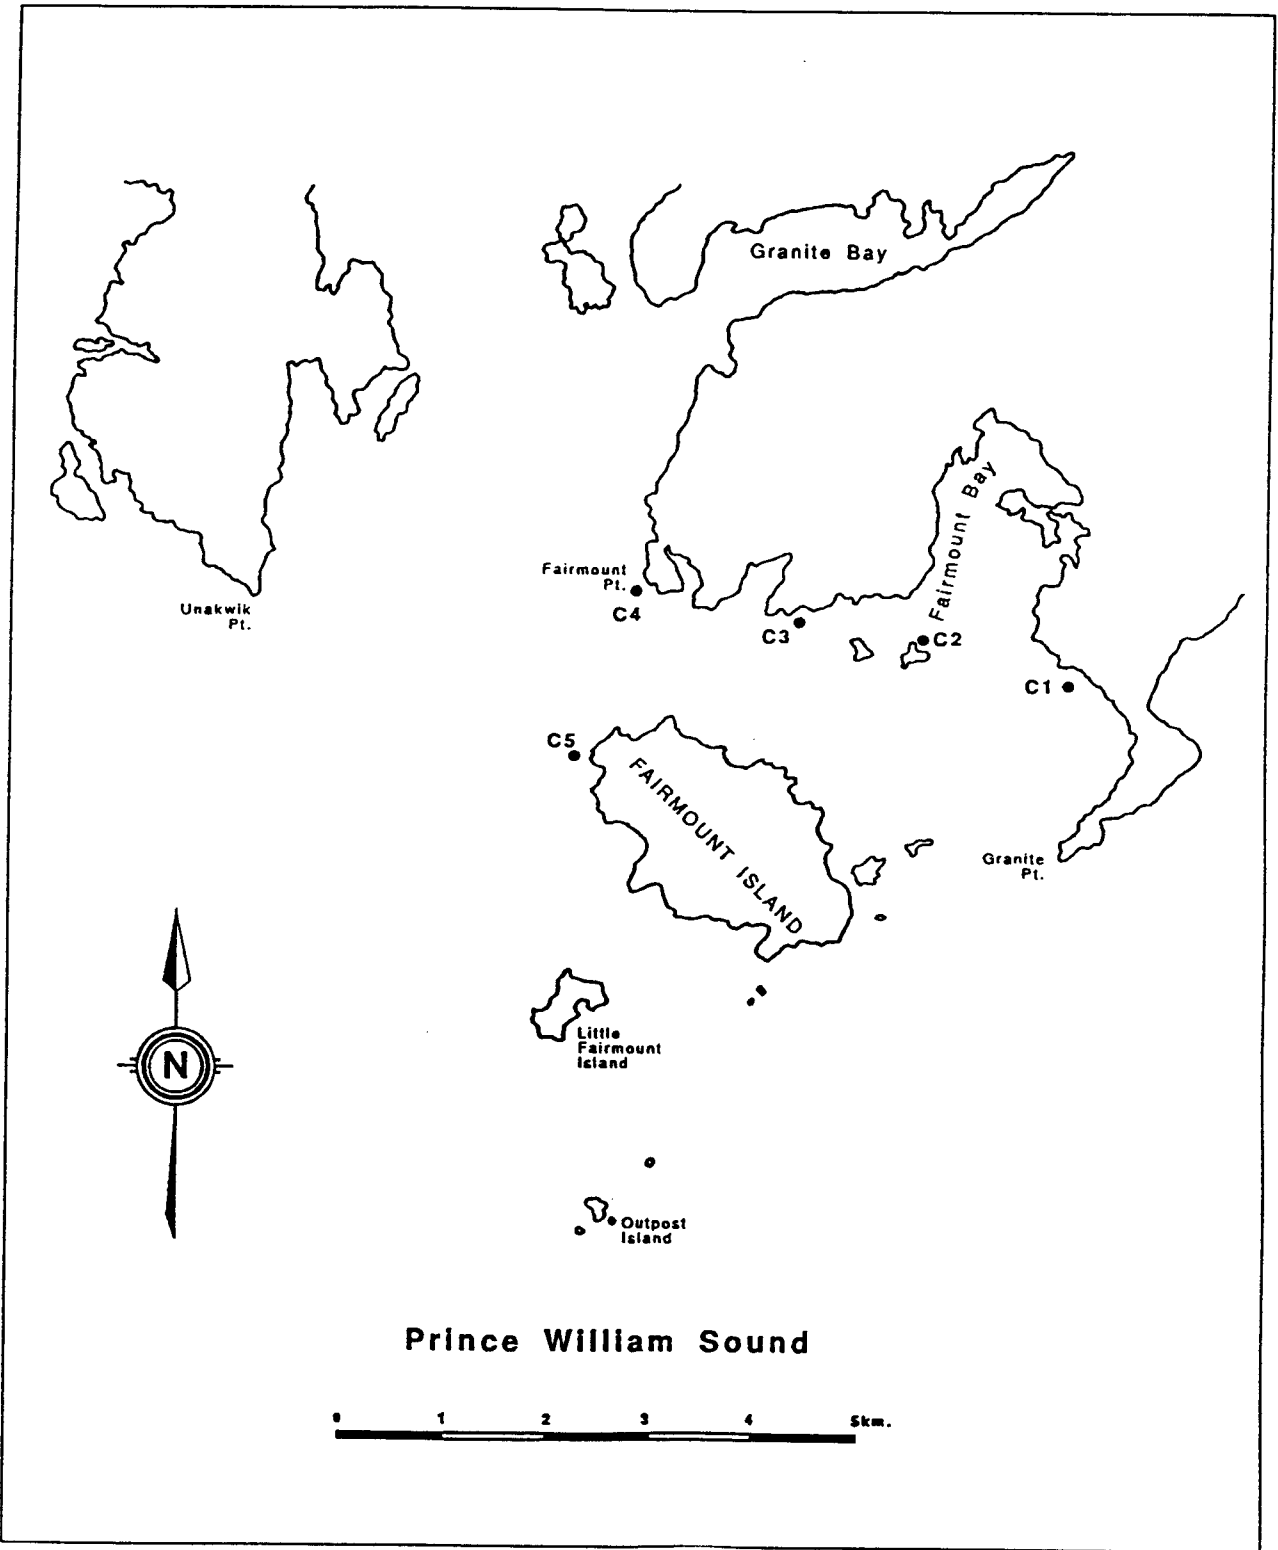 Granite Bay
Fairmount Bay
Fairmount
Pt.
C4
Unakwik
Pt.
C3
C2
C1
C5
FAIRMOUNT ISLAND
Granite
Pt.
Little
Fairmount
Island
N
Outpost
Island
Prince William Sound
0 1 2 3 4 5km.